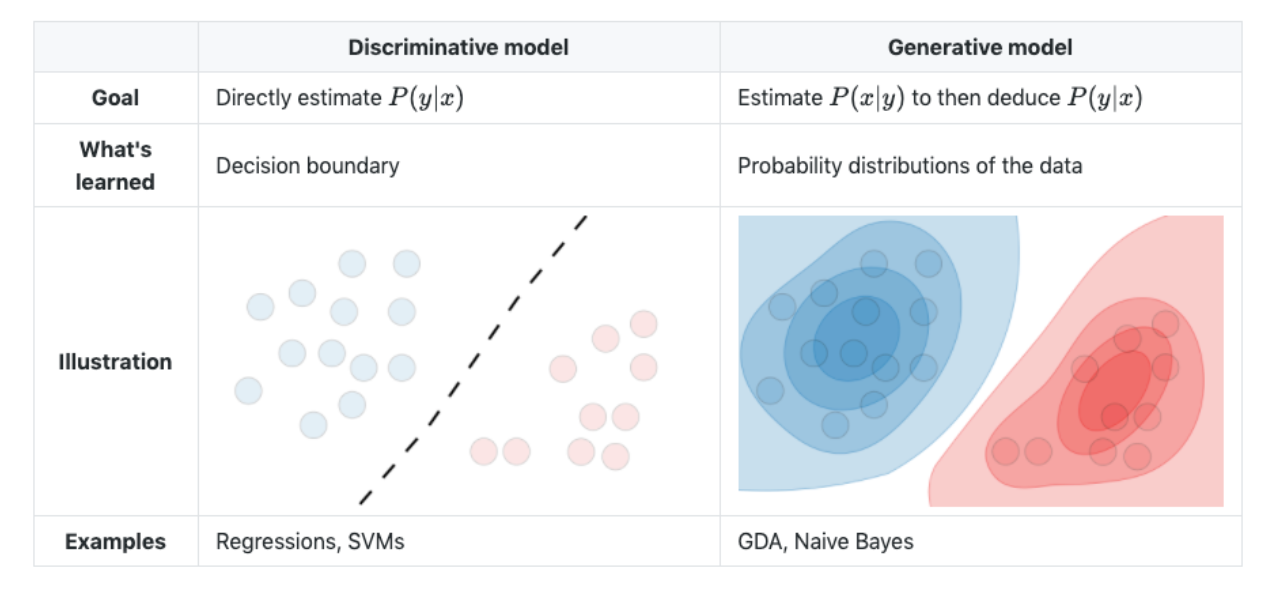 Discriminative model
Generative model
Goal
Directly estimate P(y|x)
Estimate P(x|y) to then deduce P(y|x)
What's
learned
Decision boundary
Probability distributions of the data
Illustration
Examples
Regressions, SVMs
GDA, Naive Bayes